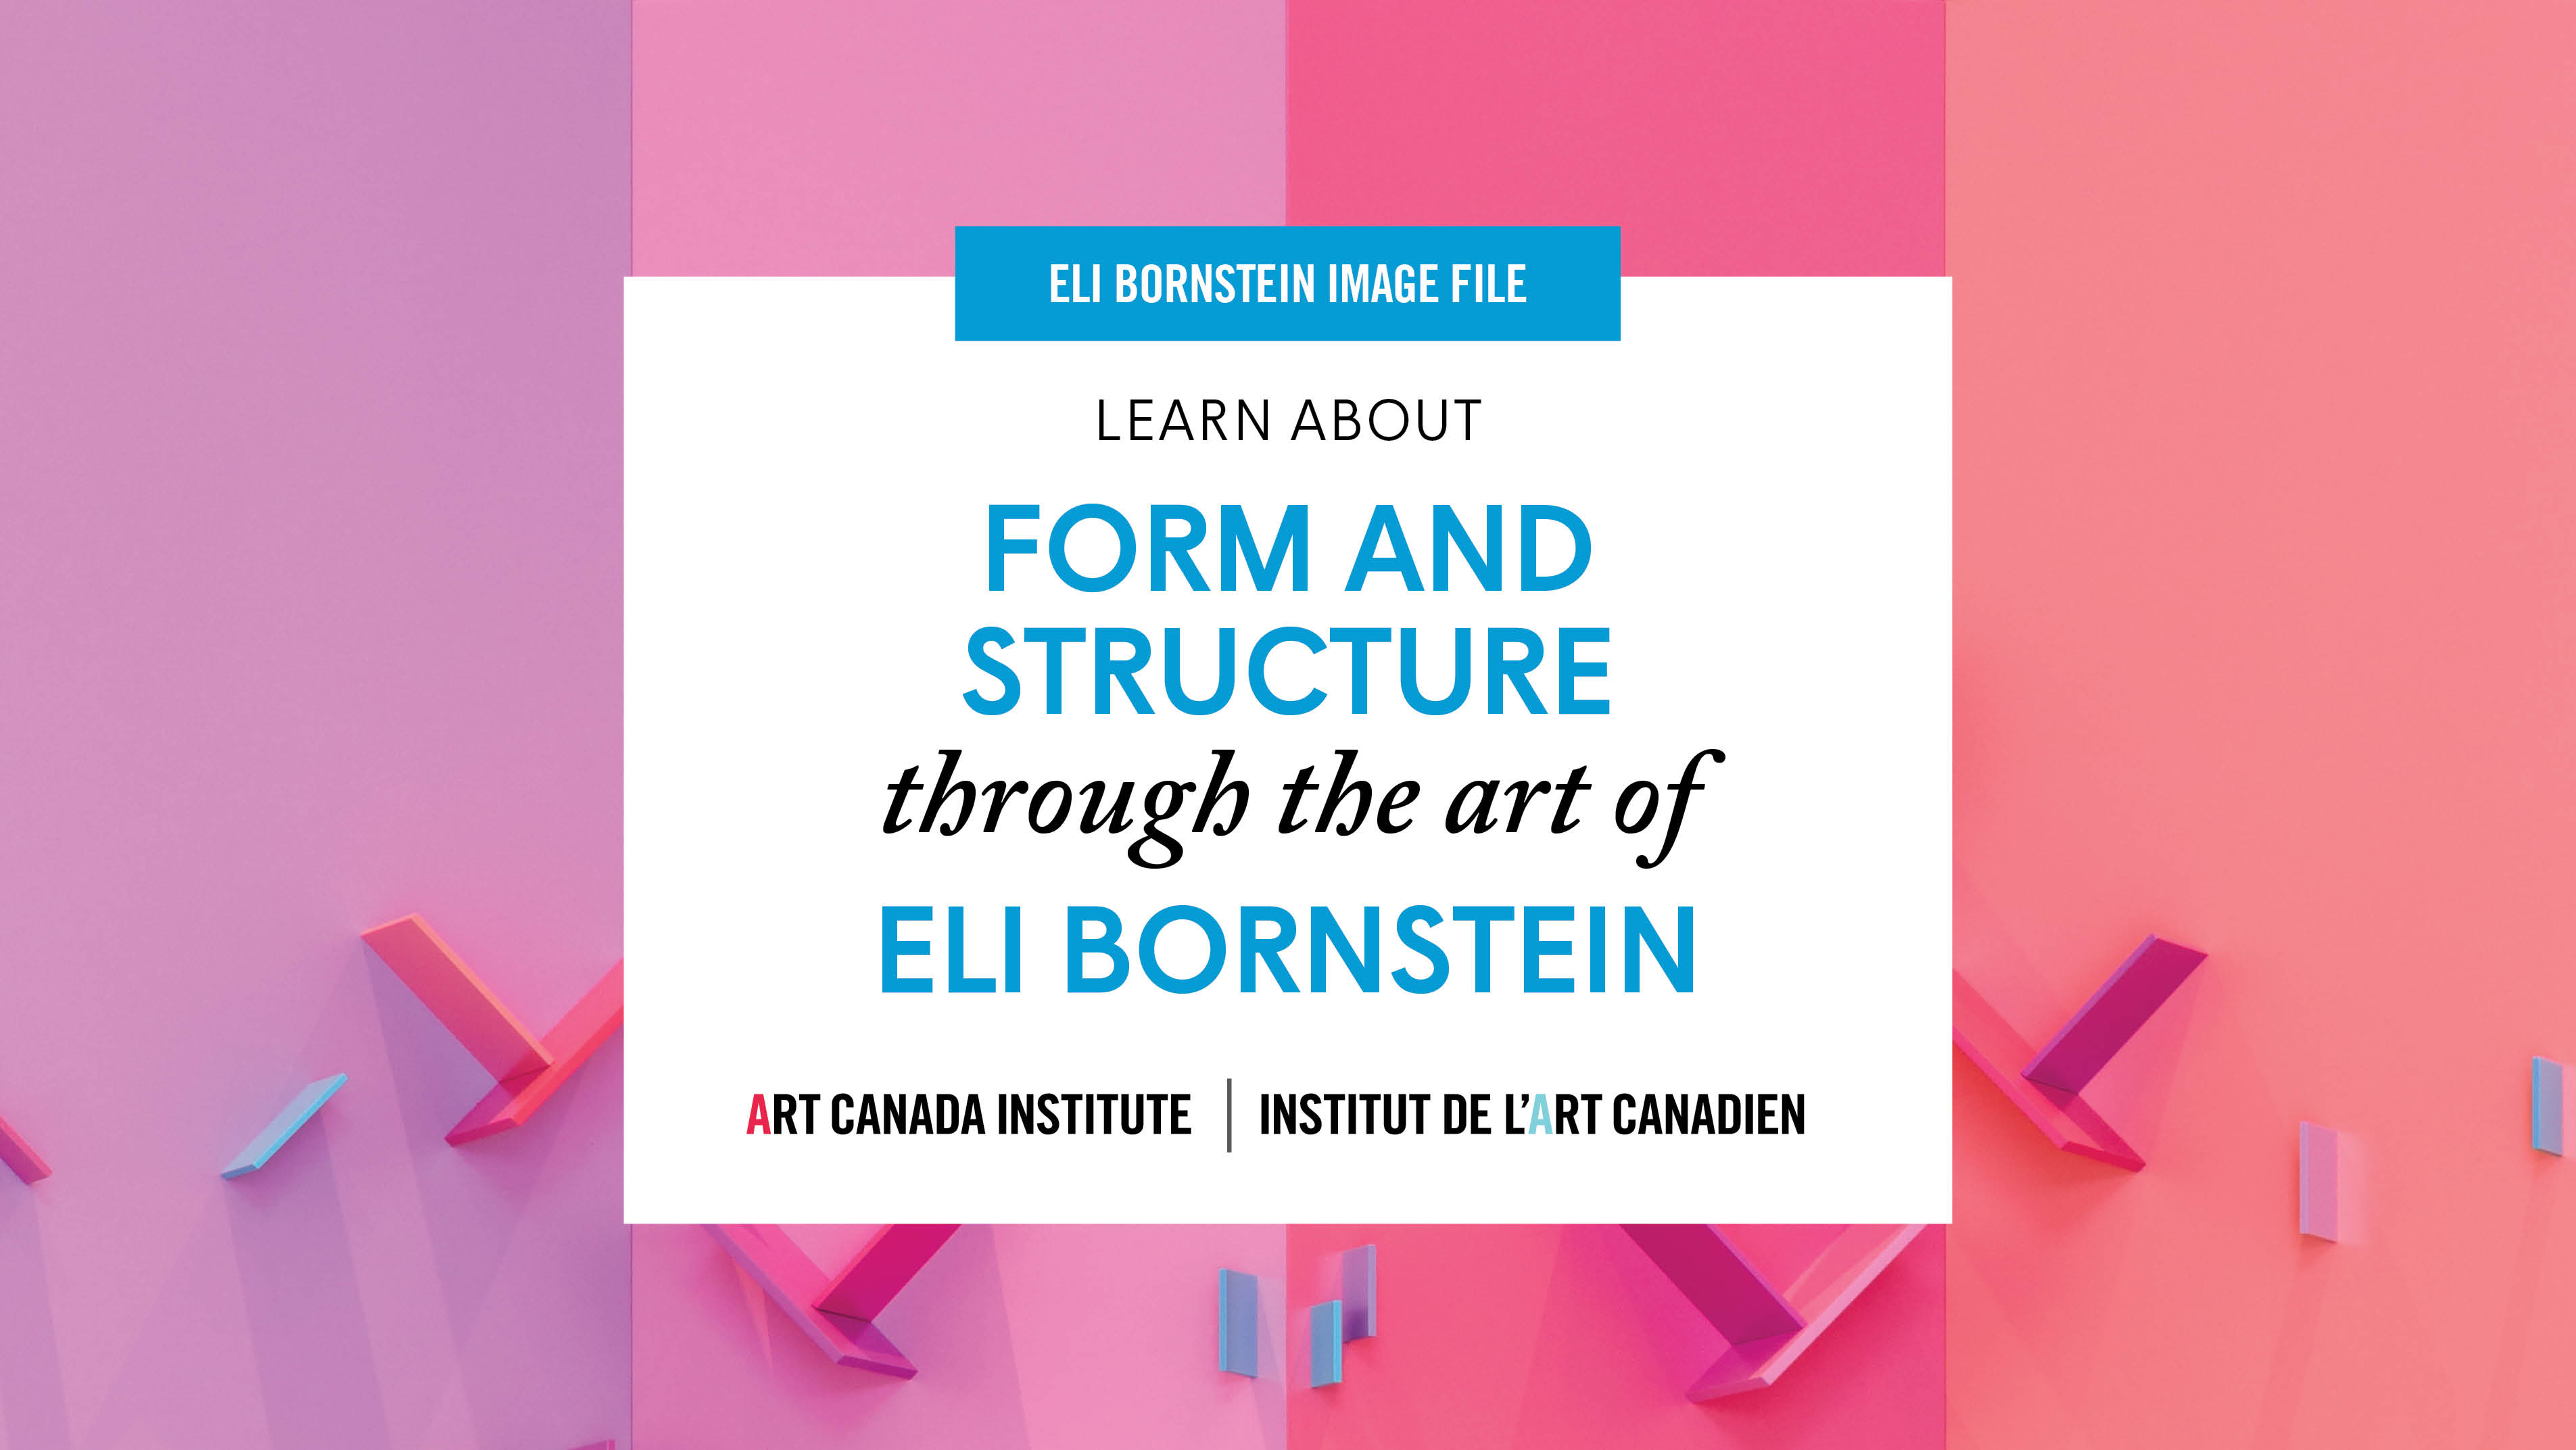 ELI BORNSTEIN IMAGE FILE
LEARN ABOUT
FORM AND
STRUCTURE
through the art of
ELI BORNSTEIN
ART CANADA INSTITUTE | INSTITUT DE L'ART CANADIEN